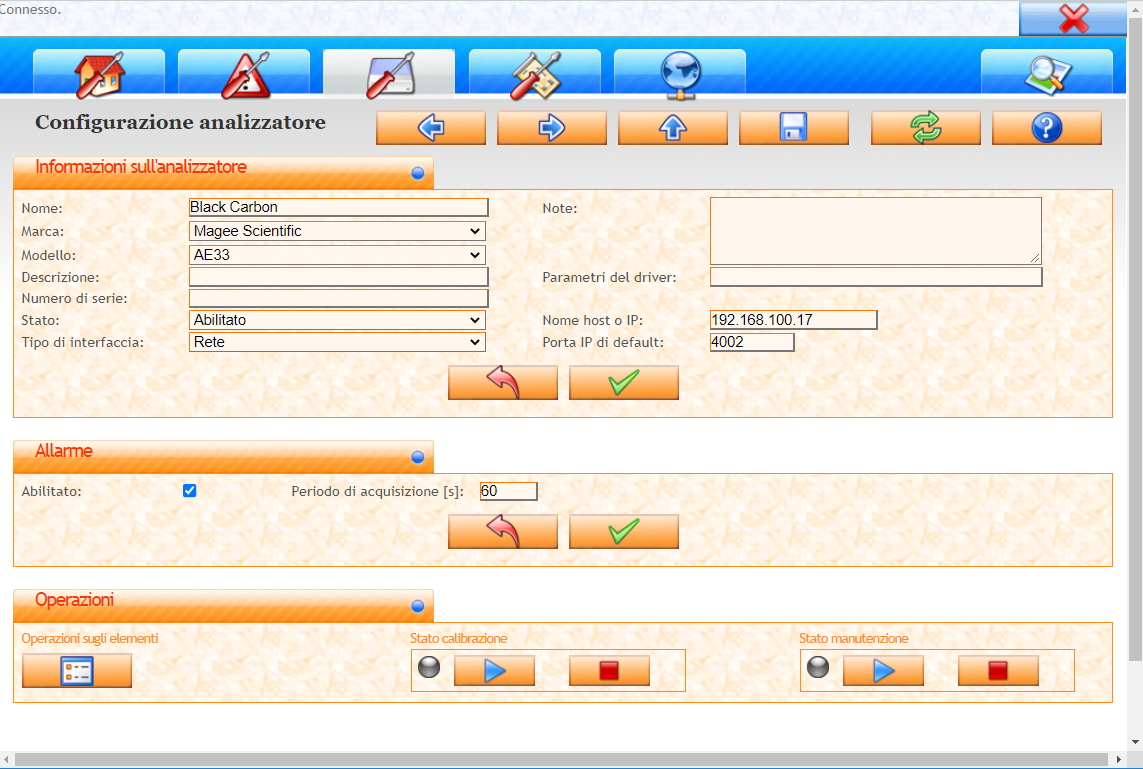 Connesso.
Configurazione analizzatore
Informazioni sull'analizzatore
Nome: Black Carbon Note:
Marca: Magee Scientific
Modello: AE33
Descrizione: Parametri del driver:
Numero di serie:
Stato: Abilitato Nome host o IP: 192.168.100.17
Tipo di interfaccia: Rete Porta IP di default: 4002
Allarme
Abilitato: Periodo di acquisizione [s]: 60
Operazioni
Operazioni sugli elementi Stato calibrazione Stato manutenzione